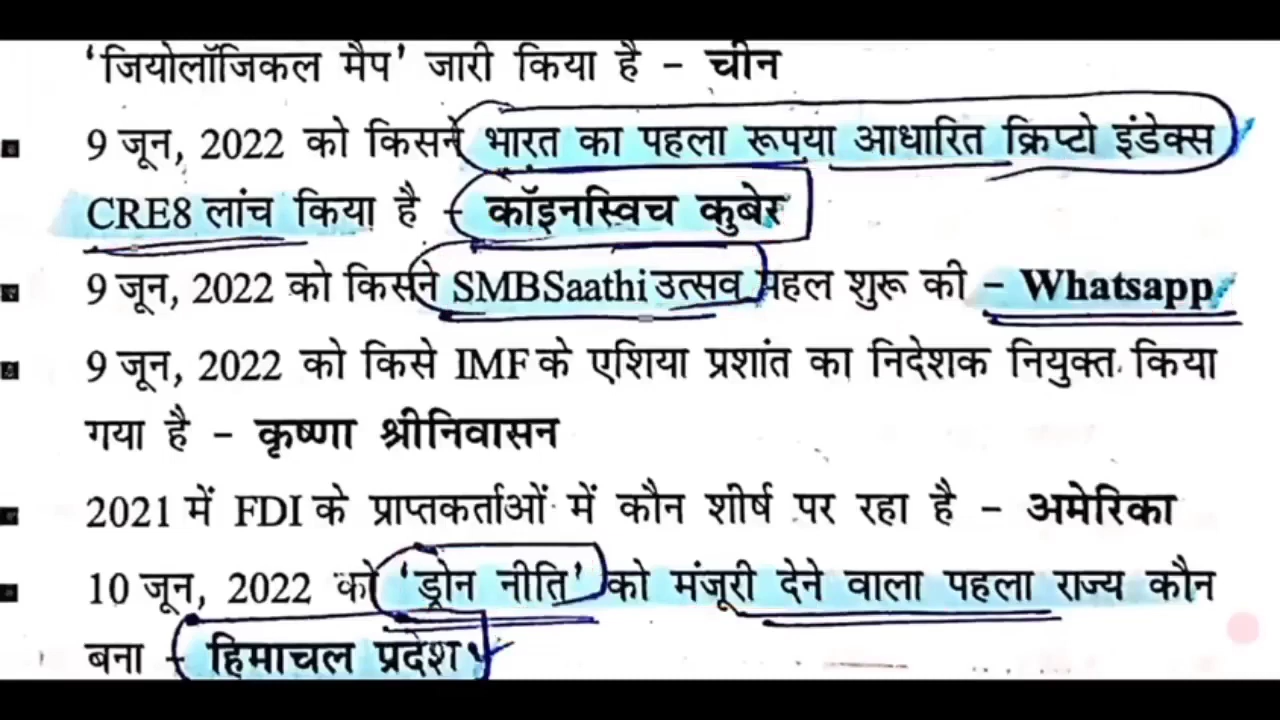 ‘जियोलॉजिकल मैप’ जारी किया है - चीन
9 जून, 2022 को किसने भारत का पहला रूपया आधारित क्रिप्टो इंडेक्स
CRE8 लांच किया है - कॉइनस्विच कुबेर
9 जून, 2022 को किसने SMBSaathi उत्सव पहल शुरू की - Whatsapp
9 जून, 2022 को किसे IMF के एशिया प्रशांत का निदेशक नियुक्त किया
गया है - कृष्णा श्रीनिवासन
2021 में FDI के प्राप्तकर्ताओं में कौन शीर्ष पर रहा है - अमेरिका
10 जून, 2022 को ‘ड्रोन नीति’ को मंजूरी देने वाला पहला राज्य कौन
बना - हिमाचल प्रदेश